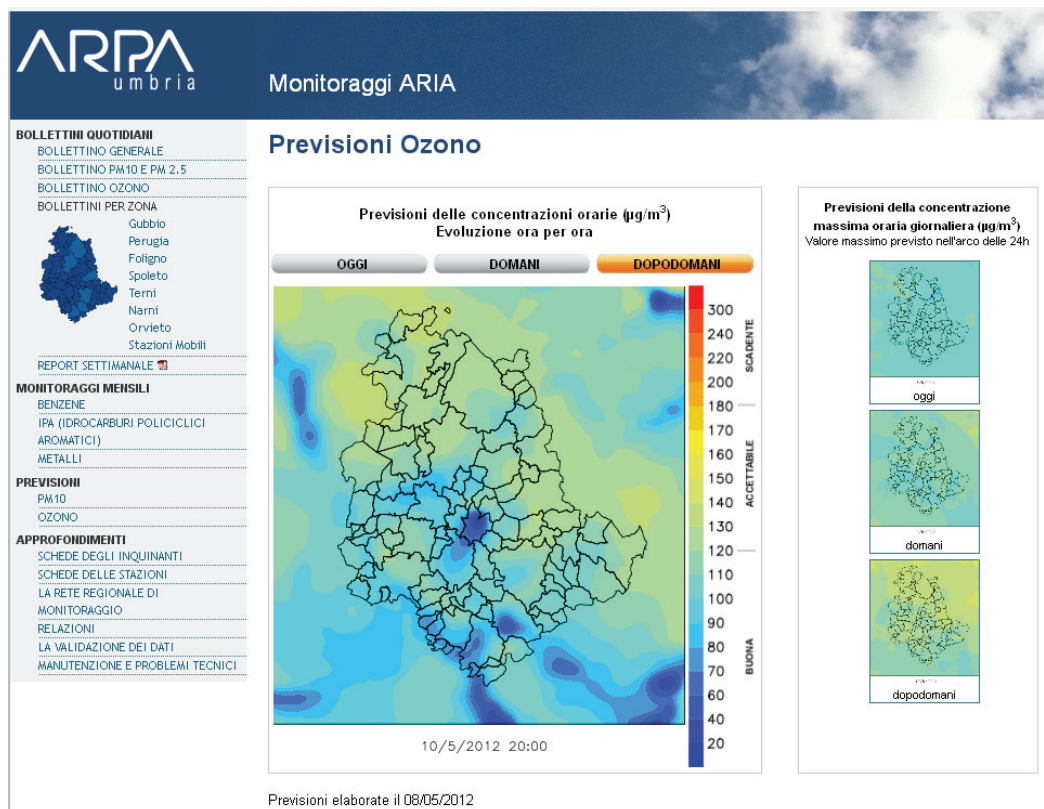 ARPA
umbria
Monitoraggi ARIA
BOLLETTINI QUOTIDIANI
BOLLETTINO GENERALE
BOLLETTINO PM10 E PM 2.5
BOLLETTINO OZONO
BOLLETTINI PER ZONA
Gubbio
Perugia
Foligno
Spoleto
Terni
Narni
Orvieto
Stazioni Mobili
REPORT SETTIMANALE
MONITORAGGI MENSILI
BENZENE
IPA (IDROCARBURI POLICICLICI
AROMATICI)
METALLI
PREVISIONI
PM10
OZONO
APPROFONDIMENTI
SCHEDE DEGLI INQUINANTI
SCHEDE DELLE STAZIONI
LA RETE REGIONALE DI
MONITORAGGIO
RELAZIONI
LA VALIDAZIONE DEI DATI
MANUTENZIONE E PROBLEMI TECNICI
Previsioni Ozono
Previsioni delle concentrazioni orarie (µg/m³)
Evoluzione ora per ora
OGGI DOMANI DOPODOMANI
300
240
220
200
180
170
160
150
140
130
120
110
100
90
80
70
60
40
20
SCADENTE
ACCETTABILE
BUONA
10/5/2012 20:00
Previsioni della concentrazione
massima oraria giornaliera (µg/m³)
Valore massimo previsto nell'arco delle 24h
oggi
domani
dopodomani
Previsioni elaborate il 08/05/2012